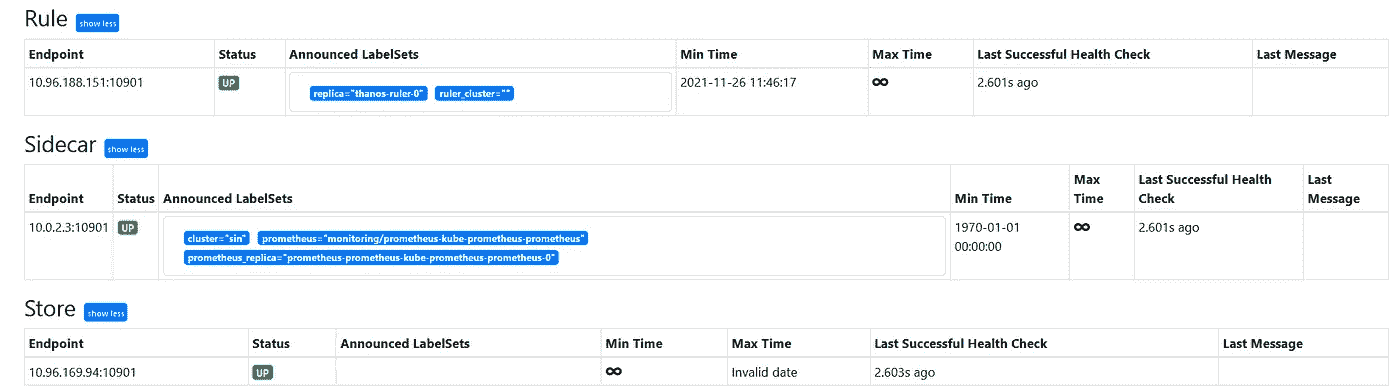 Rule show less
Endpoint Status Announced LabelSets Min Time Max Time Last Successful Health Check Last Message
10.96.188.151:10901 UP replica="thanos-ruler-0" ruler_cluster="" 2021-11-26 11:46:17 ∞ 2.601s ago
Sidecar show less
Endpoint Status Announced LabelSets Min Time Max Time Last Successful Health Check Last Message
10.0.2.3:10901 UP cluster="sin" prometheus="monitoring/prometheus-kube-prometheus-prometheus" 1970-01-01 00:00:00 ∞ 2.601s ago
prometheus_replica="prometheus-prometheus-kube-prometheus-prometheus-0"
Store show less
Endpoint Status Announced LabelSets Min Time Max Time Last Successful Health Check Last Message
10.96.169.94:10901 UP ∞ Invalid date 2.603s ago